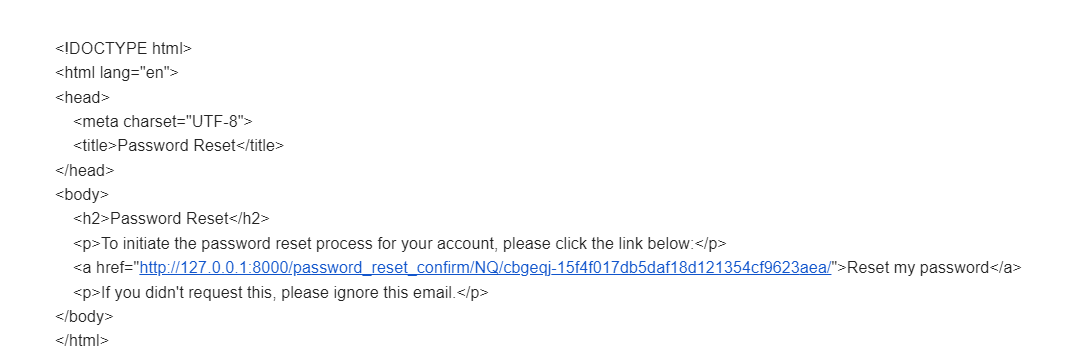 <!DOCTYPE html>
<html lang="en">
<head>
    <meta charset="UTF-8">
    <title>Password Reset</title>
</head>
<body>
    <h2>Password Reset</h2>
    <p>To initiate the password reset process for your account, please click the link below:</p>
    <a href="http://127.0.0.1:8000/password_reset_confirm/NQ/cbgeqj-15f4f017db5daf18d121354cf9623aea/">Reset my password</a>
    <p>If you didn't request this, please ignore this email.</p>
</body>
</html>